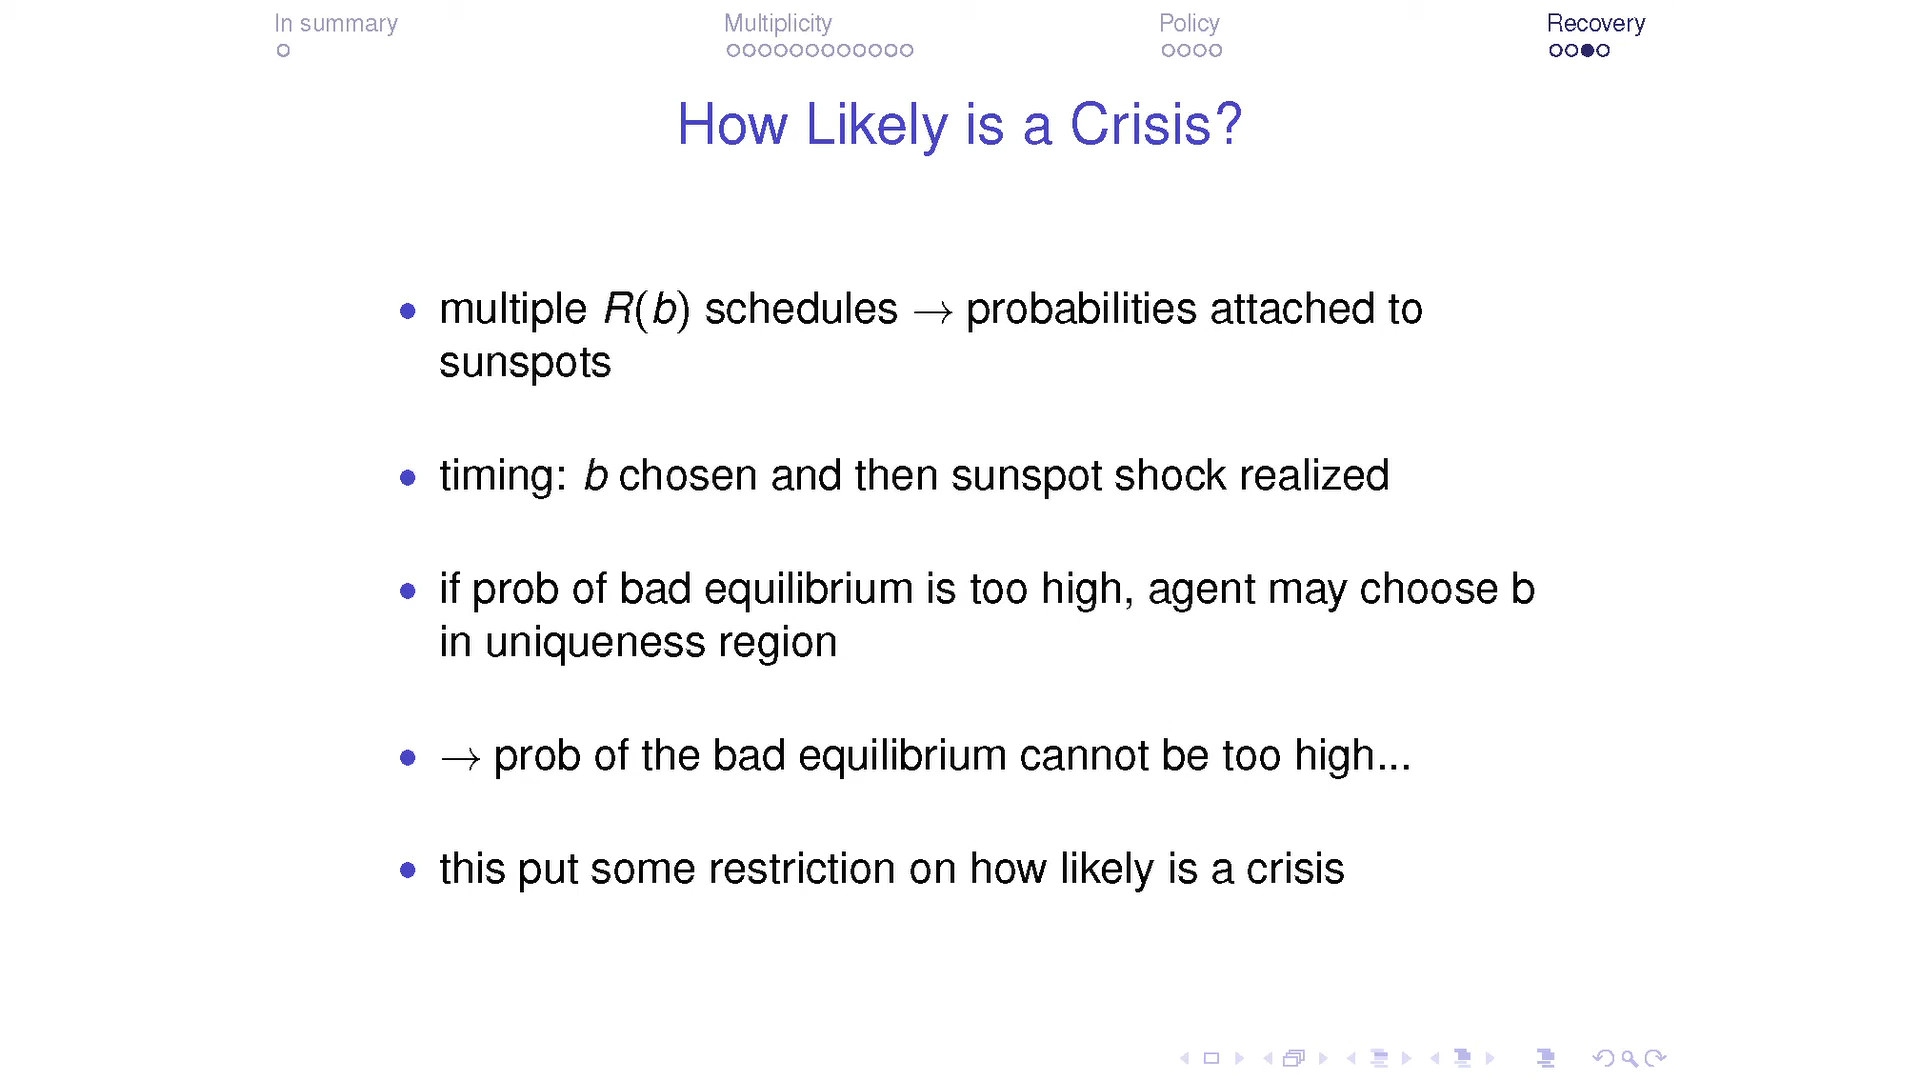 In summary
Multiplicity
Policy
Recovery
How Likely is a Crisis?
• multiple R(b) schedules → probabilities attached to
sunspots
• timing: b chosen and then sunspot shock realized
• if prob of bad equilibrium is too high, agent may choose b
in uniqueness region
• → prob of the bad equilibrium cannot be too high...
• this put some restriction on how likely is a crisis